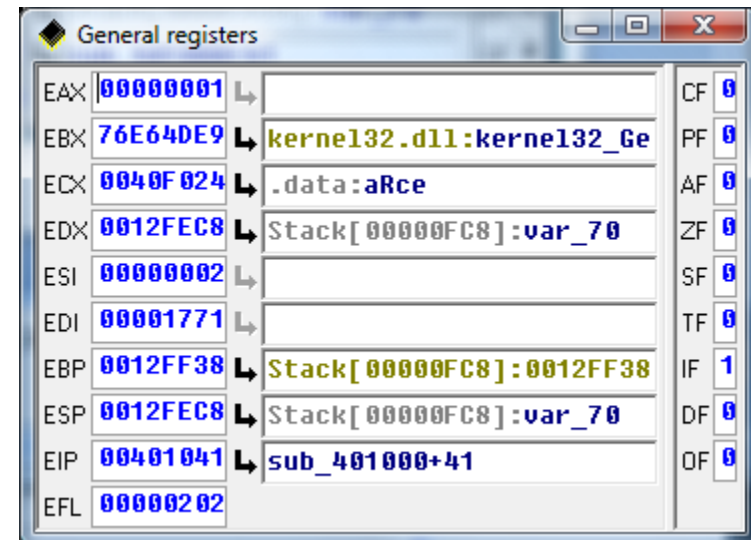 General registers
EAX 00000001 CF 0
EBX 76E64DE9 kernel32.dll:kernel32_Ge PF 0
ECX 0040F024 .data:aRce AF 0
EDX 0012FEC8 Stack[00000FC8]:var_70 ZF 0
ESI 00000002 SF 0
EDI 00001771 TF 0
EBP 0012FF38 Stack[00000FC8]:0012FF38 IF 1
ESP 0012FEC8 Stack[00000FC8]:var_70 DF 0
EIP 00401041 sub_401000+41 OF 0
EFL 00000202